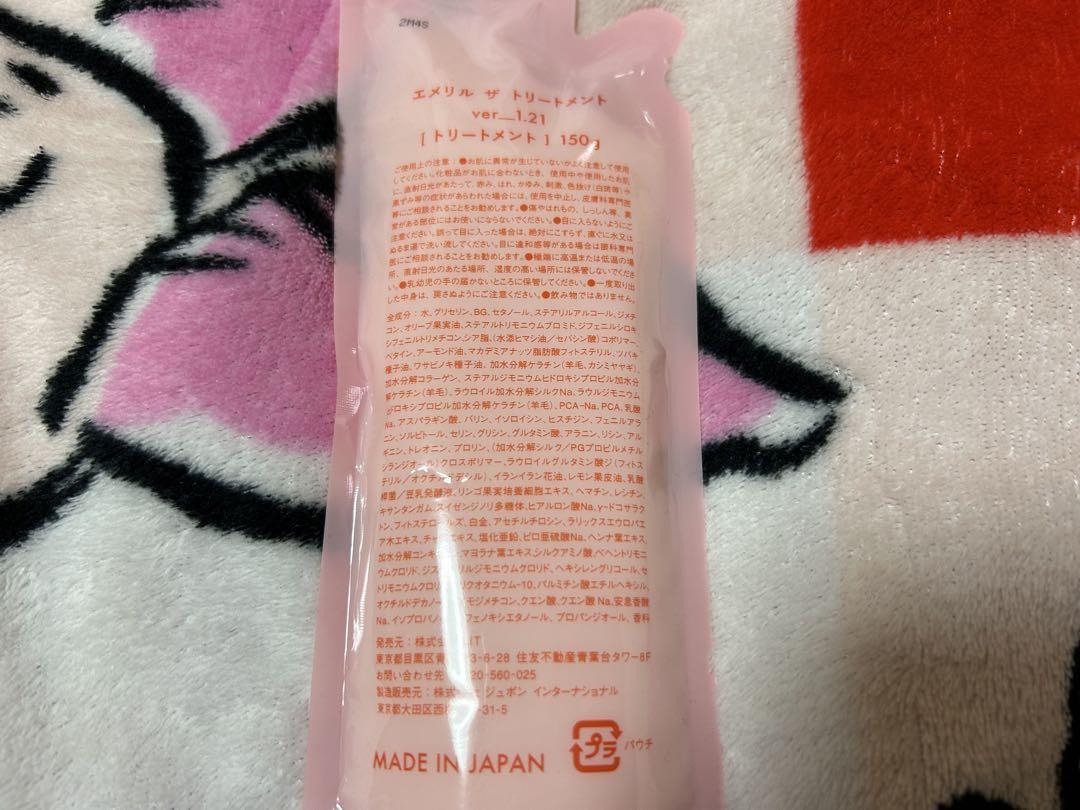 2M4S
エメリル ザ トリートメント
ver__1.21
[ トリートメント ] 150g
ご使用上の注意：●お肌に異常が生じていないかよく注意して使用
してください。化粧品がお肌に合わないとき、使用中や使用したお肌
に、直射日光があたって、赤み、はれ、かゆみ、刺激、色抜け(白斑等)や
黒ずみ等の症状があらわれた場合には、使用を中止し、皮膚科専門医
等にご相談されることをお勧めします。●傷やはれもの、しっしん等、異
常がある部位にはお使いにならないでください。●目に入らないようにご
注意ください。誤って目に入った場合は、絶対にこすらず、直ぐに水又は
ぬるま湯で洗い流してください。目に違和感等がある場合は眼科専門
医にご相談されることをお勧めします。●極端に高温または低温の場
所、直射日光のあたる場所、湿度の高い場所には保管しないでくださ
い。●乳幼児の手の届かないところに保管してください。●一度取り出
した中身は、戻さぬようにご注意ください。●飲み物ではありません。
全成分：水、グリセリン、BG、セタノール、ステアリルアルコール、ジメチ
コン、オリーブ果実油、ステアルトリモニウムブロミド、ジフェニルシロキ
シフェニルトリメチコン、シア脂、(水添ヒマシ油／セバシン酸)コポリマー、
ベタイン、アーモンド油、マカデミアナッツ脂肪酸フィトステリル、ツバキ
種子油、ワサビノキ種子油、加水分解ケラチン(羊毛、カシミヤヤギ)、
加水分解コラーゲン、ステアルジモニウムヒドロキシプロピル加水分
解ケラチン(羊毛)、ラウロイル加水分解シルクNa、ラウルジモニウム
ヒドロキシプロピル加水分解ケラチン(羊毛)、PCA-Na、PCA、乳酸
Na、アスパラギン酸、バリン、イソロイシン、ヒスチジン、フェニルアラ
ニン、ソルビトール、セリン、グリシン、グルタミン酸、アラニン、リシン、アル
ギニン、トレオニン、プロリン、(加水分解シルク／PGプロピルメチル
シランジオール)クロスポリマー、ラウロイルグルタミン酸ジ(フィトス
テリル／オクチルドデシル)、イランイラン花油、レモン果皮油、乳酸
桿菌／豆乳発酵液、リンゴ果実培養細胞エキス、ヘマチン、レシチン、
キサンタンガム、スイゼンジノリ多糖体、ヒアルロン酸Na、γ-ドコサラク
トン、フィトステロールズ、白金、アセチルチロシン、ラリックスエウロパエ
ア木エキス、チャ エキス、塩化亜鉛、ピロ亜硫酸Na、ヘンナ葉エキス、
加水分解コンキ マヨラナ葉エキス、シルクアミノ酸、ベヘントリモニ
ウムクロリド、ジス リルジモニウムクロリド、ヘキシレングリコール、セ
トリモニウムクロリ リクオタニウム-10、パルミチン酸エチルヘキシル、
オクチルドデカノー モジメチコン、クエン酸、クエン酸Na、安息香酸
Na、イソプロパノ フェノキシエタノール、プロパンジオール、香料
発売元：株式会 IT
東京都目黒区青 3-6-28 住友不動産青葉台タワー8F
お問い合わせ先 20-560-025
製造販売元：株式 ジュポン インターナショナル
東京都大田区西 -31-5
MADE IN JAPAN
プラ
パウチ